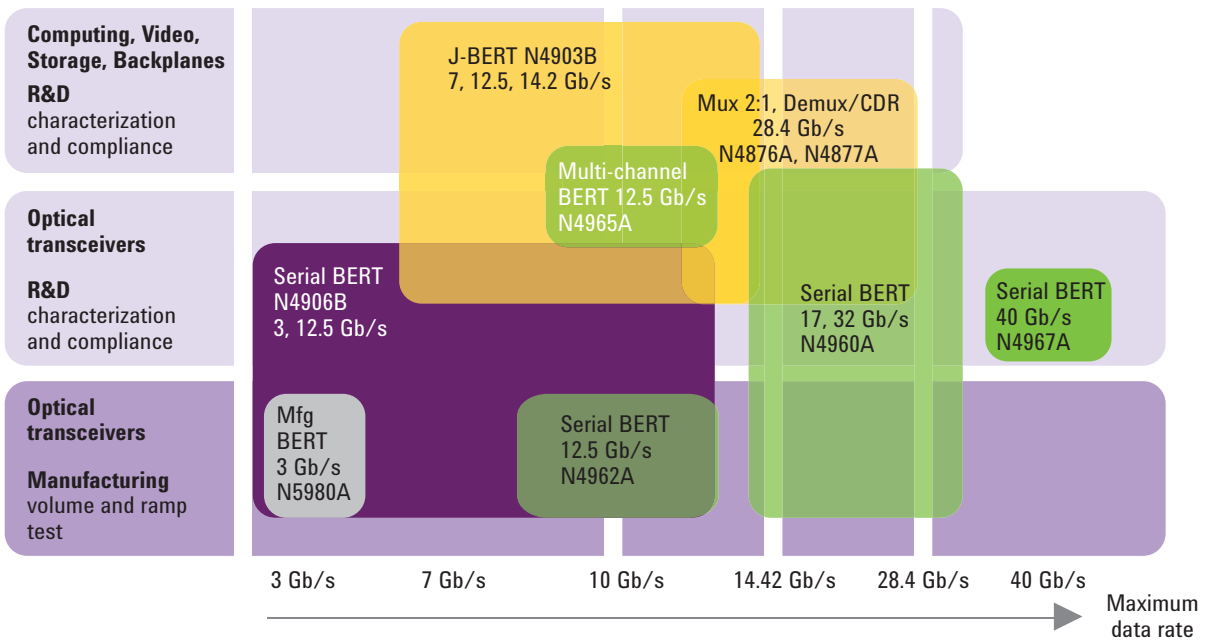 Computing, Video,
Storage, Backplanes
R&D
characterization
and compliance
J-BERT N4903B
7, 12.5, 14.2 Gb/s
Mux 2:1, Demux/CDR
28.4 Gb/s
N4876A, N4877A
Multi-channel
BERT 12.5 Gb/s
N4965A
Optical
transceivers
R&D
characterization
and compliance
Serial BERT
N4906B
3, 12.5 Gb/s
Serial BERT
17, 32 Gb/s
N4960A
Serial BERT
40 Gb/s
N4967A
Optical
transceivers
Manufacturing
volume and ramp
test
Mfg
BERT
3 Gb/s
N5980A
Serial BERT
12.5 Gb/s
N4962A
3 Gb/s
7 Gb/s
10 Gb/s
14.42 Gb/s
28.4 Gb/s
40 Gb/s
Maximum
data rate